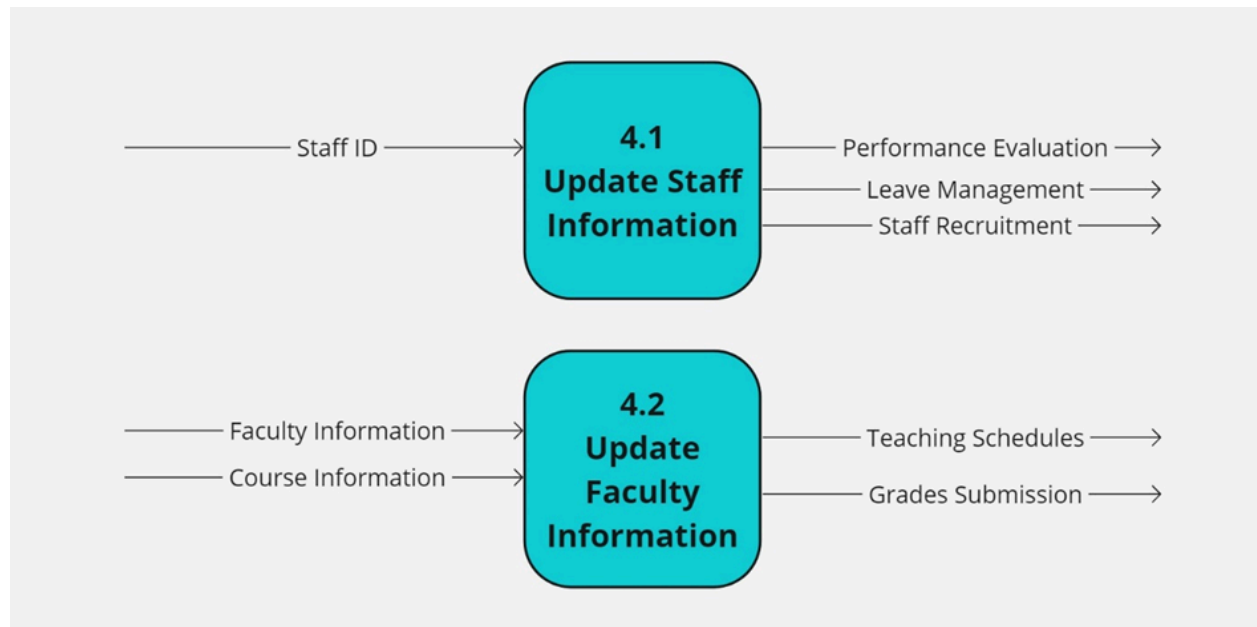 Staff ID
4.1
Update Staff
Information
Performance Evaluation
Leave Management
Staff Recruitment
Faculty Information
Course Information
4.2
Update
Faculty
Information
Teaching Schedules
Grades Submission